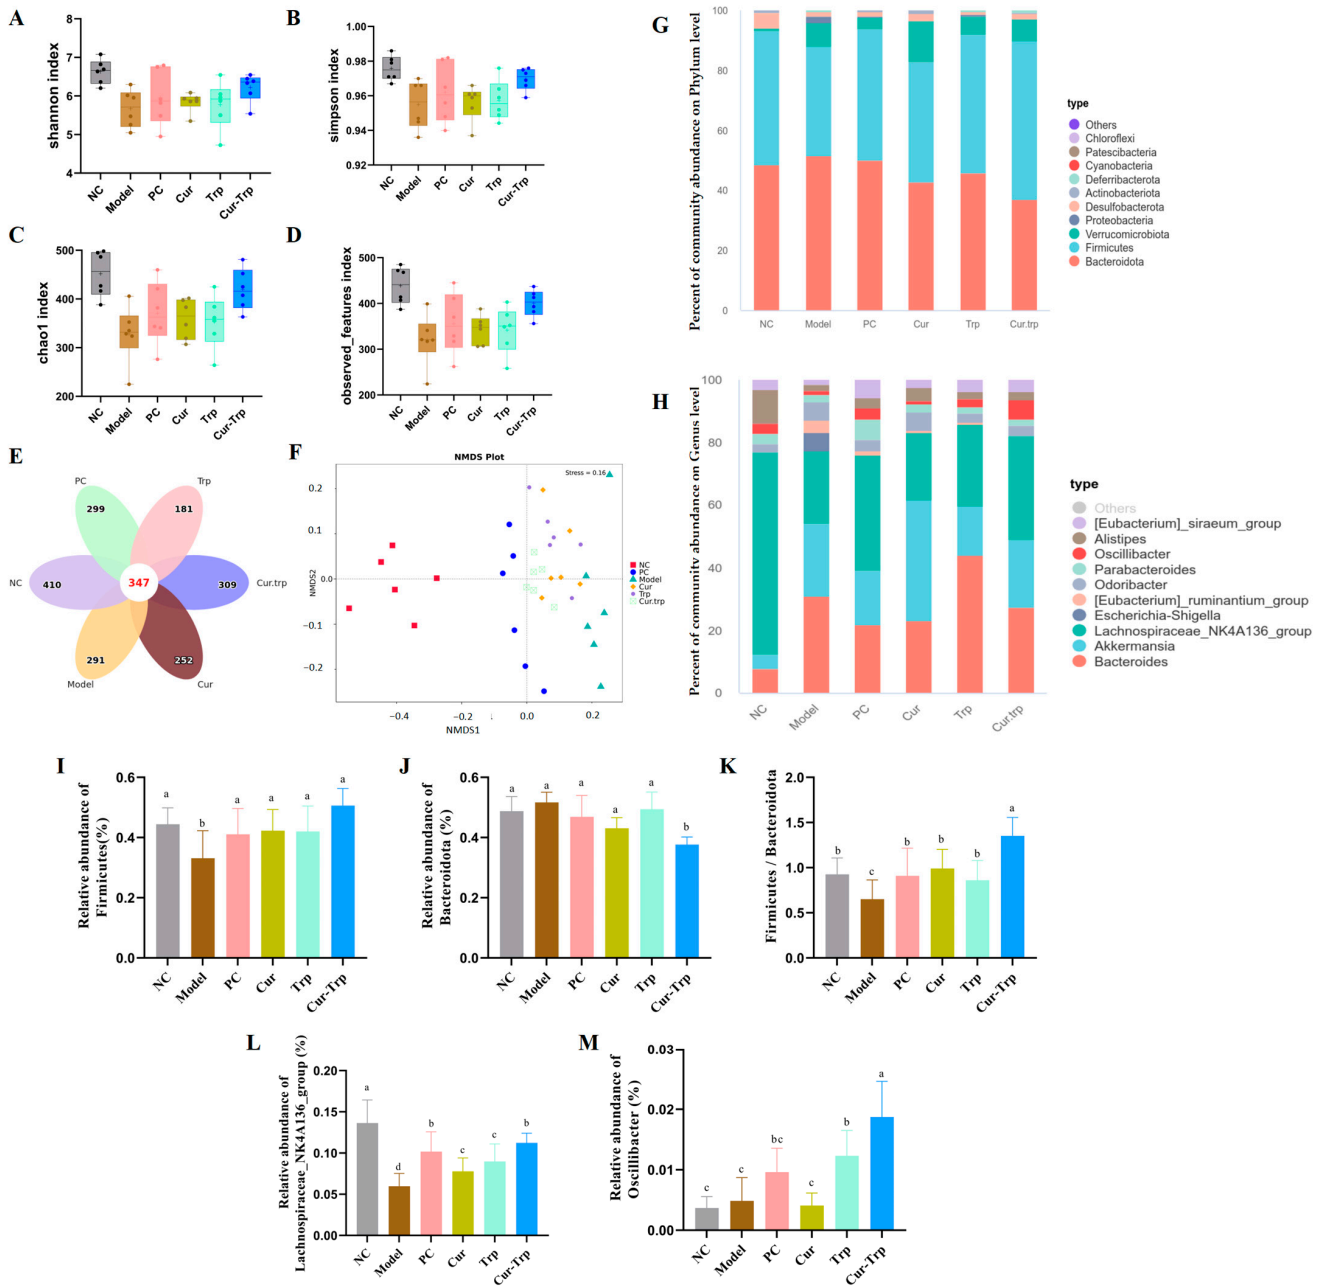 A
shannon index
8
7
6
5
4
NC
Model
PC
Cur
Trp
Cur-Trp
B
simpson index
1.00
0.98
0.96
0.94
0.92
NC
Model
PC
Cur
Trp
Cur-Trp
C
chao1 index
500
400
300
200
NC
Model
PC
Cur
Trp
Cur-Trp
D
observed_features index
500
400
300
200
NC
Model
PC
Cur
Trp
Cur-Trp
E
PC
299
Trp
181
NC
410
347
309
Cur.trp
291
Model
252
Cur
F
NMDS Plot
Stress = 0.16
NMDS2
0.2
0.1
0.0
−0.1
−0.2
−0.4
−0.2
0.0
0.2
NMDS1
NC
PC
Model
Cur
Trp
Cur.trp
G
Percent of community abundance on Phylum level
100
80
60
40
20
0
NC
Model
PC
Cur
Trp
Cur.trp
type
Others
Chloroflexi
Patescibacteria
Cyanobacteria
Deferribacterota
Actinobacteriota
Desulfobacterota
Proteobacteria
Verrucomicrobiota
Firmicutes
Bacteroidota
H
Percent of community abundance on Genus level
100
80
60
40
20
0
NC
Model
PC
Cur
Trp
Cur.trp
type
Others
[Eubacterium]_siraeum_group
Alistipes
Oscillibacter
Parabacteroides
Odoribacter
[Eubacterium]_ruminantium_group
Escherichia-Shigella
Lachnospiraceae_NK4A136_group
Akkermansia
Bacteroides
I
Relative abundance of
Firmicutes(%)
0.6
0.4
0.2
0.0
a
b
a
a
a
a
NC
Model
PC
Cur
Trp
Cur-Trp
J
Relative abundance of
Bacteroidota (%)
0.6
0.4
0.2
0.0
a
a
a
a
a
b
NC
Model
PC
Cur
Trp
Cur-Trp
K
Firmicutes / Bacteroidota
2.0
1.5
1.0
0.5
0.0
b
c
b
b
b
a
NC
Model
PC
Cur
Trp
Cur-Trp
L
Relative abundance of
Lachnospiraceae_NK4A136_group (%)
0.20
0.15
0.10
0.05
0.00
a
d
b
c
c
b
NC
Model
PC
Cur
Trp
Cur-Trp
M
Relative abundance of
Oscillibacter (%)
0.03
0.02
0.01
0.00
c
c
bc
c
b
a
NC
Model
PC
Cur
Trp
Cur-Trp